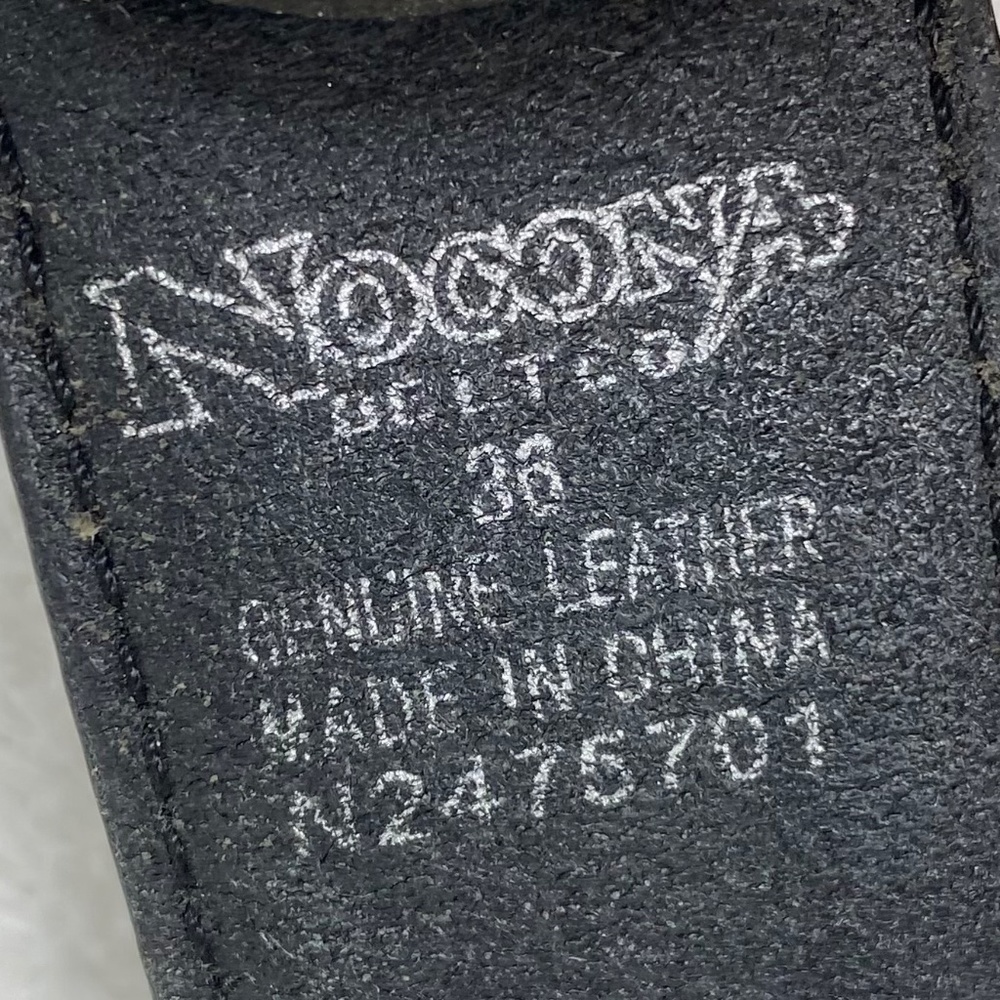 Nocona
BELTS
36
GENUINE LEATHER
MADE IN CHINA
N2475701